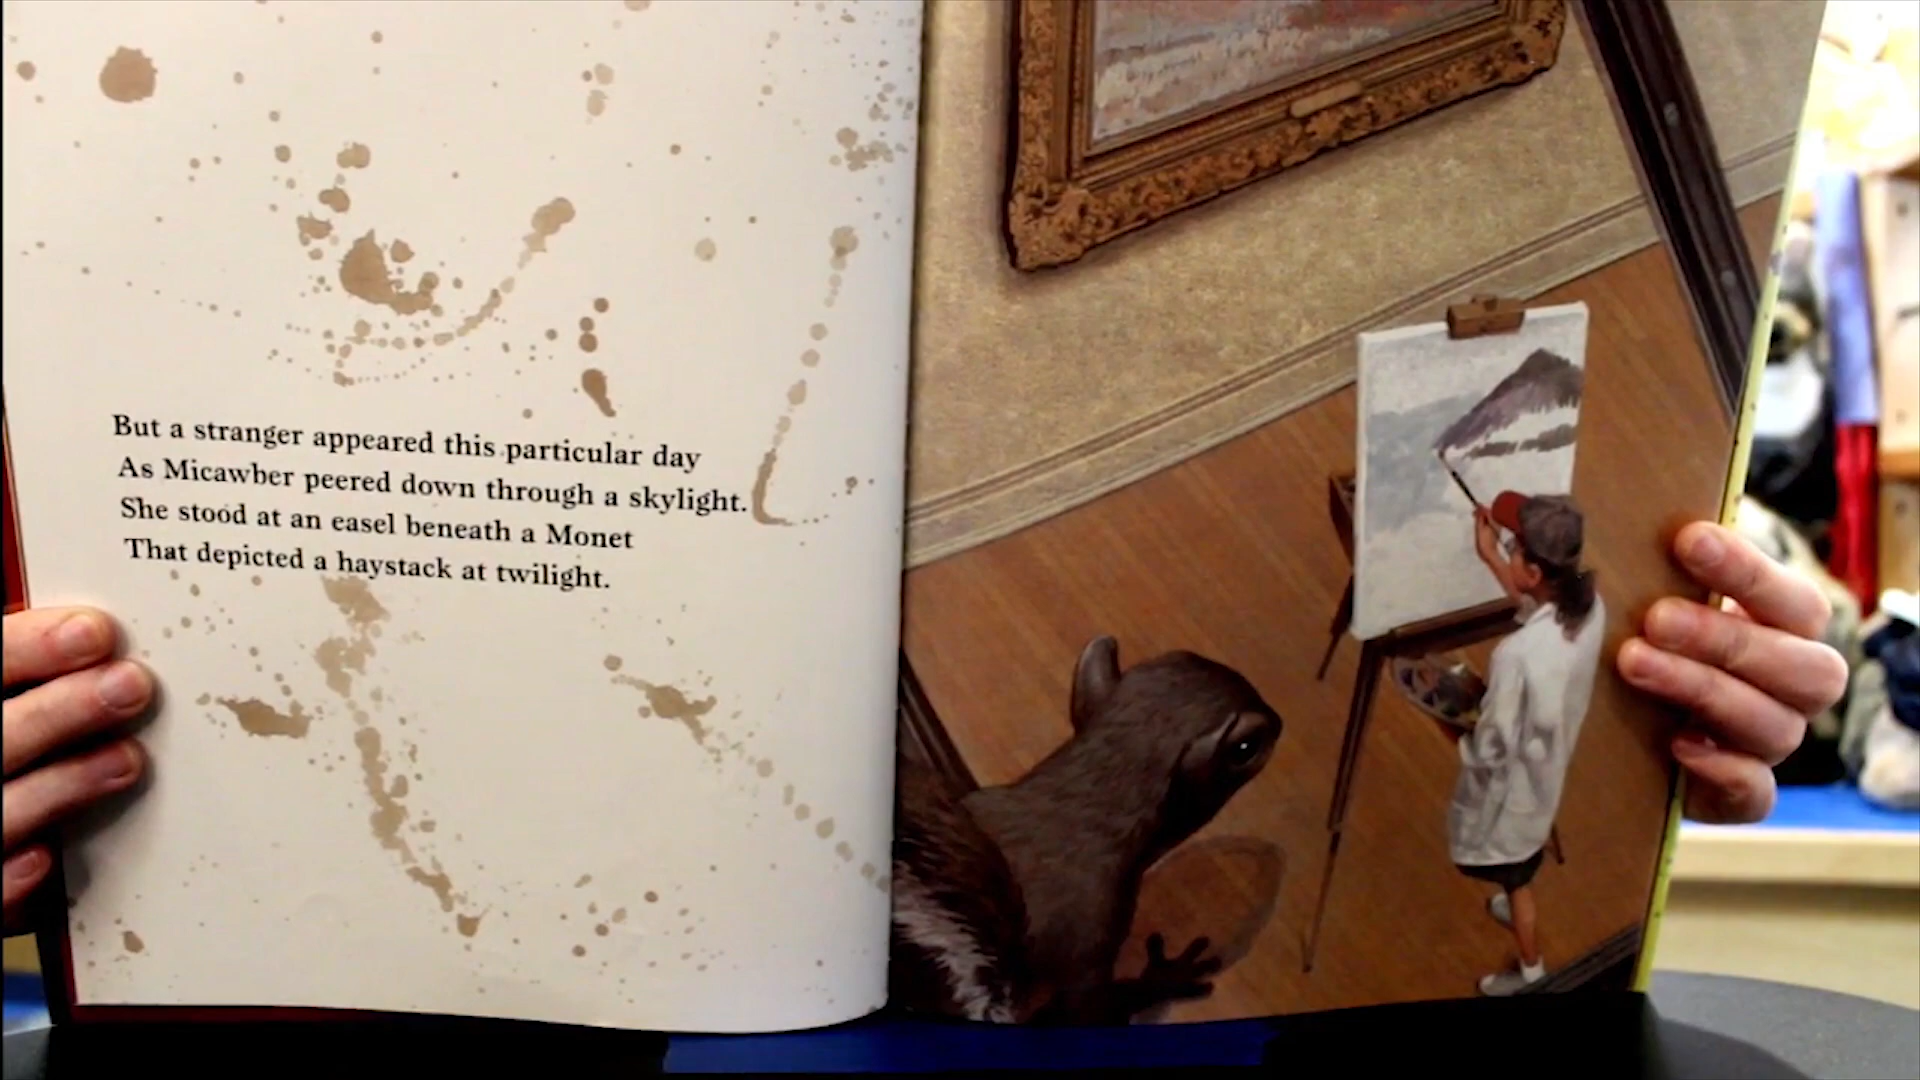 But a stranger appeared this particular day
As Micawber peered down through a skylight.
She stood at an easel beneath a Monet
That depicted a haystack at twilight.